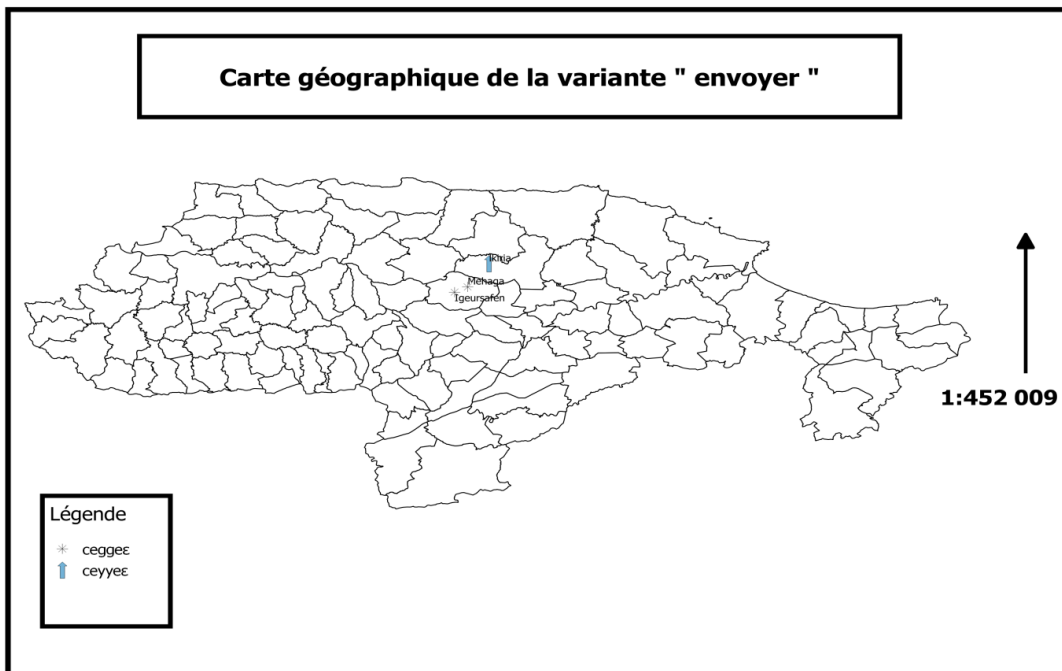 Carte géographique de la variante " envoyer "
Ikiria
Mehaga
Igeursafen
1:452 009
Légende
ceggeɛ
ceyyeɛ